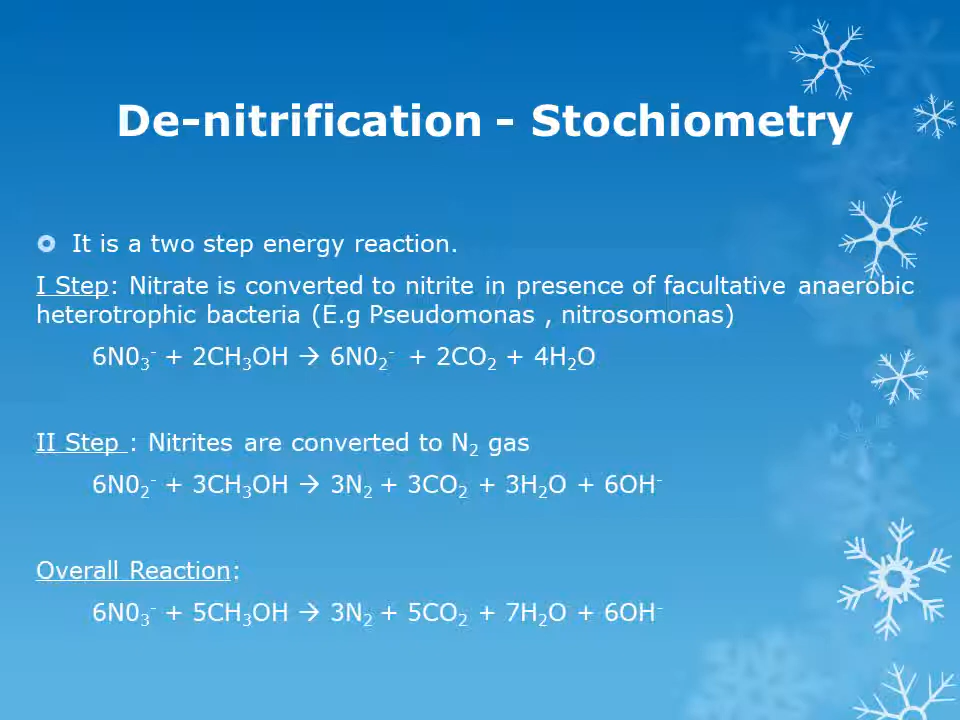 De-nitrification - Stochiometry
It is a two step energy reaction.
I Step: Nitrate is converted to nitrite in presence of facultative anaerobic
heterotrophic bacteria (E.g Pseudomonas , nitrosomonas)
6N0₃⁻ + 2CH₃OH → 6N0₂⁻ + 2CO₂ + 4H₂O
II Step : Nitrites are converted to N₂ gas
6N0₂⁻ + 3CH₃OH → 3N₂ + 3CO₂ + 3H₂O + 6OH⁻
Overall Reaction:
6N0₃⁻ + 5CH₃OH → 3N₂ + 5CO₂ + 7H₂O + 6OH⁻